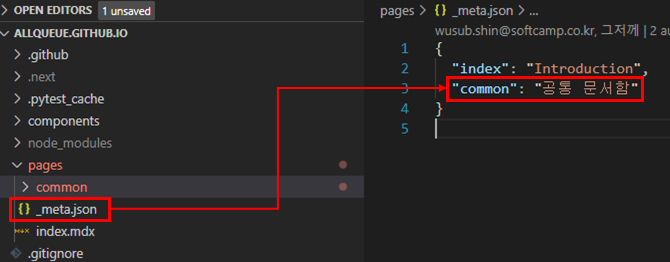 OPEN EDITORS 1 unsaved
ALLQUEUE.GITHUB.IO
.github
.next
.pytest_cache
components
node_modules
pages
common
{} _meta.json
index.mdx
.gitignore
pages > {} _meta.json > ...
wusub.shin@softcamp.co.kr, 그저께 | 2 au
1 {
2 "index": "Introduction",
3 "common": "공통 문서함"
4 }
5